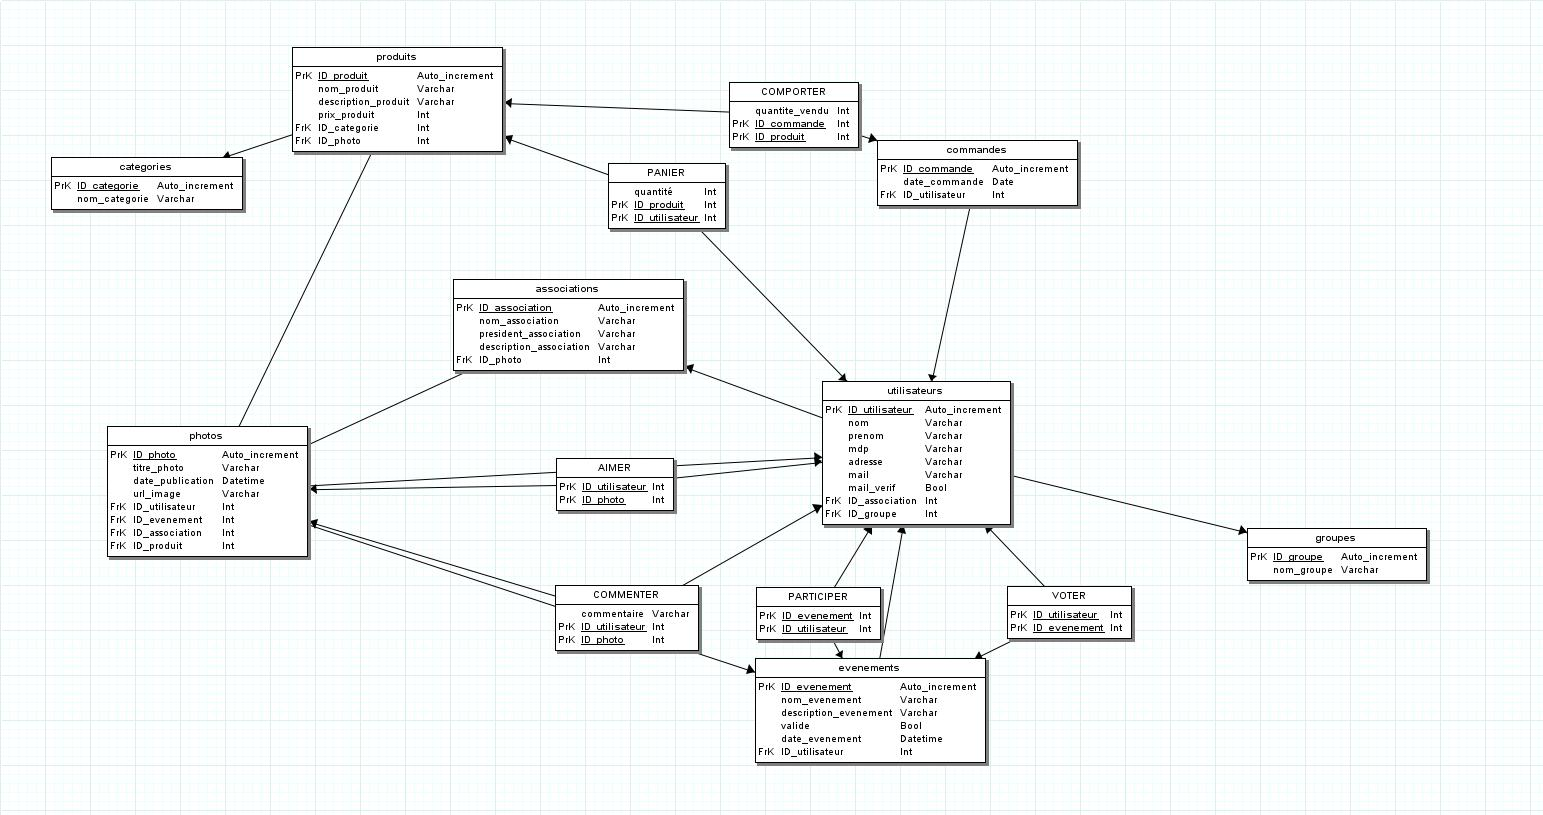 produits
PrK ID_produit Auto_increment
nom_produit Varchar
description_produit Varchar
prix_produit Int
FrK ID_categorie Int
FrK ID_photo Int
COMPORTER
quantite_vendu Int
PrK ID_commande Int
PrK ID_produit Int
categories
PrK ID_categorie Auto_increment
nom_categorie Varchar
PANIER
quantité Int
PrK ID_produit Int
PrK ID_utilisateur Int
commandes
PrK ID_commande Auto_increment
date_commande Date
FrK ID_utilisateur Int
associations
PrK ID_association Auto_increment
nom_association Varchar
president_association Varchar
description_association Varchar
FrK ID_photo Int
utilisateurs
PrK ID_utilisateur Auto_increment
nom Varchar
prenom Varchar
mdp Varchar
adresse Varchar
mail Varchar
mail_verif Bool
FrK ID_association Int
FrK ID_groupe Int
photos
PrK ID_photo Auto_increment
titre_photo Varchar
date_publication Datetime
url_image Varchar
FrK ID_utilisateur Int
FrK ID_evenement Int
FrK ID_association Int
FrK ID_produit Int
AIMER
PrK ID_utilisateur Int
PrK ID_photo Int
groupes
PrK ID_groupe Auto_increment
nom_groupe Varchar
COMMENTER
commentaire Varchar
PrK ID_utilisateur Int
PrK ID_photo Int
PARTICIPER
PrK ID_evenement Int
PrK ID_utilisateur Int
VOTER
PrK ID_utilisateur Int
PrK ID_evenement Int
evenements
PrK ID_evenement Auto_increment
nom_evenement Varchar
description_evenement Varchar
valide Bool
date_evenement Datetime
FrK ID_utilisateur Int